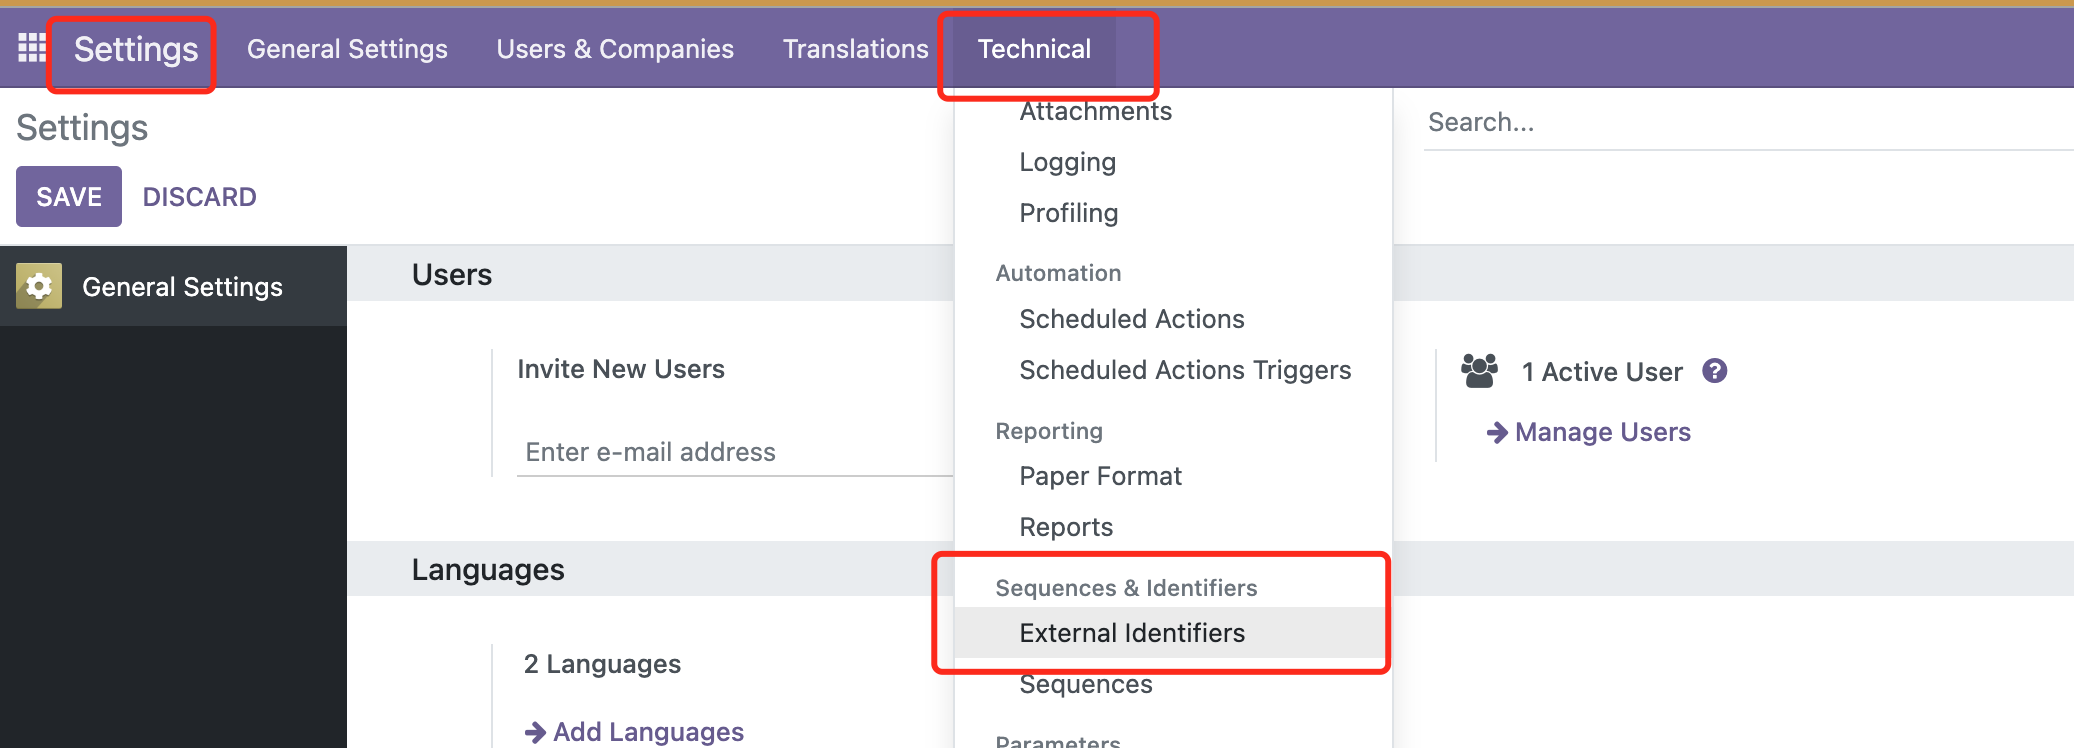 Settings General Settings Users & Companies Translations Technical
Settings
SAVE DISCARD
Search...
General Settings
Attachments
Logging
Profiling
Automation
Scheduled Actions
Scheduled Actions Triggers
Reporting
Paper Format
Reports
Sequences & Identifiers
External Identifiers
Sequences
Parameters
Users
Invite New Users
Enter e-mail address
1 Active User ?
Manage Users
Languages
2 Languages
Add Languages